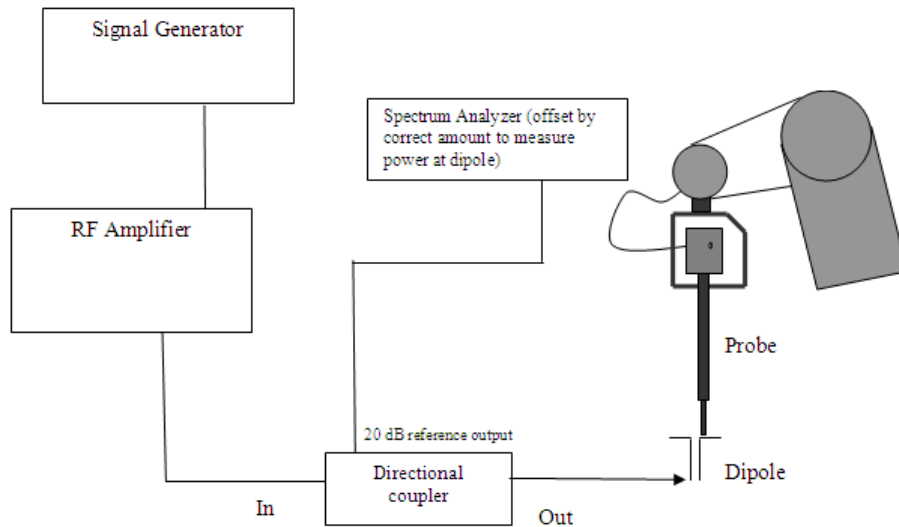 Signal Generator
Spectrum Analyzer (offset by
correct amount to measure
power at dipole)
RF Amplifier
Probe
20 dB reference output
Directional
coupler
Dipole
In
Out